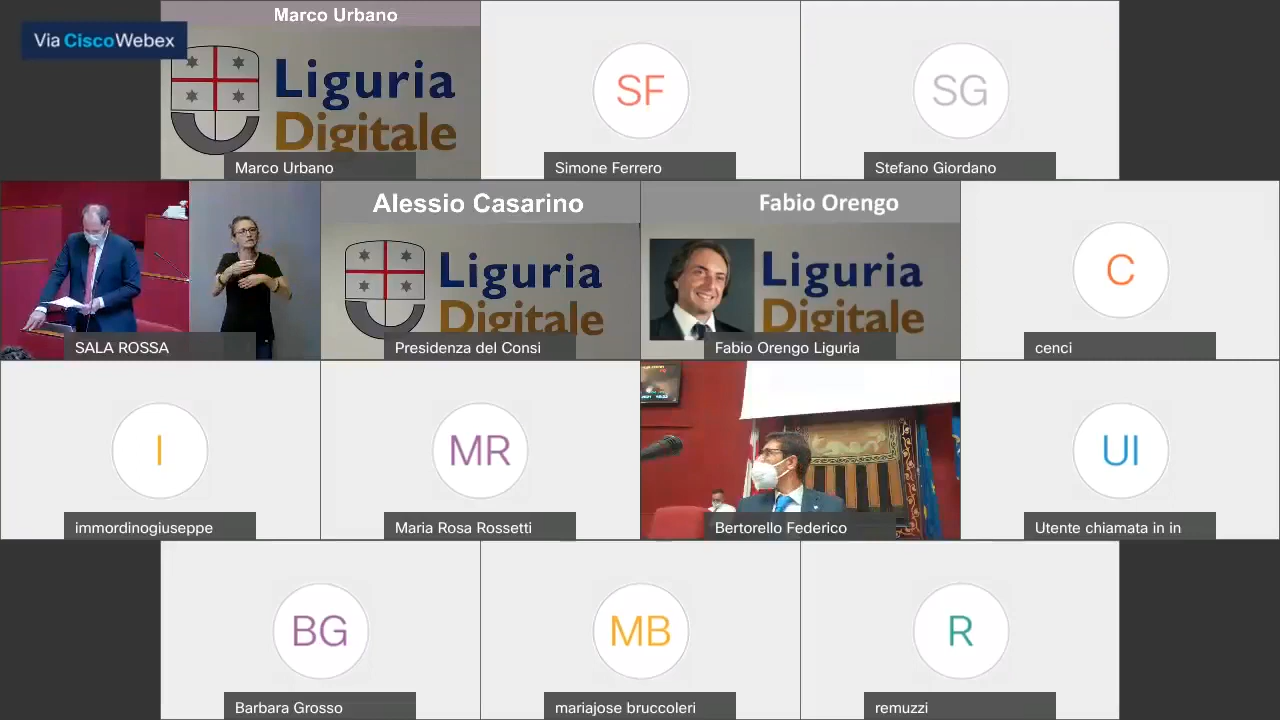 Via CiscoWebex
Marco Urbano
Liguria
Digitale
Marco Urbano
SF
Simone Ferrero
SG
Stefano Giordano
SALA ROSSA
Alessio Casarino
Liguria
Digitale
Presidenza del Consi
Fabio Orengo
Liguria
Digitale
Fabio Orengo Liguria
C
cenci
I
immordinogiuseppe
MR
Maria Rosa Rossetti
Bertorello Federico
UI
Utente chiamata in in
BG
Barbara Grosso
MB
mariajose bruccoleri
R
remuzzi